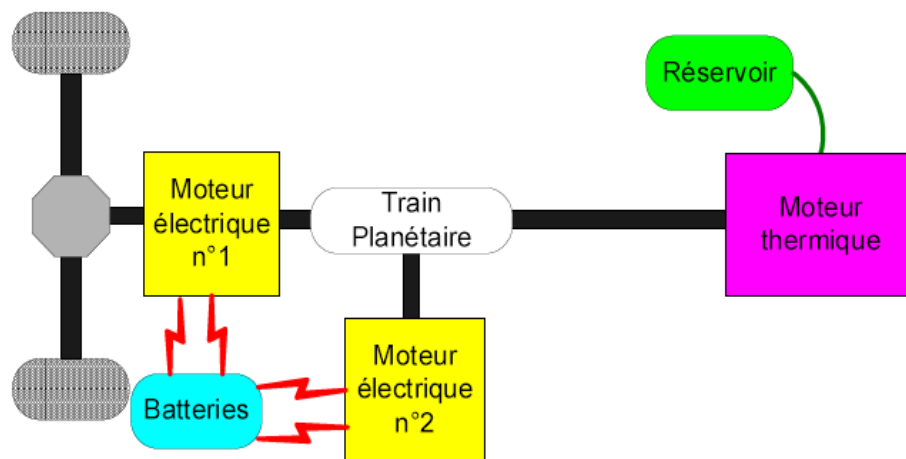 Réservoir
Moteur
électrique
n°1
Train
Planétaire
Moteur
thermique
Batteries
Moteur
électrique
n°2